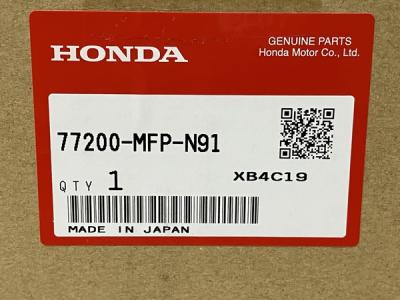 HONDA
GENUINE PARTS
Honda Motor Co., Ltd.
77200-MFP-N91
QTY 1
XB4C19
MADE IN JAPAN